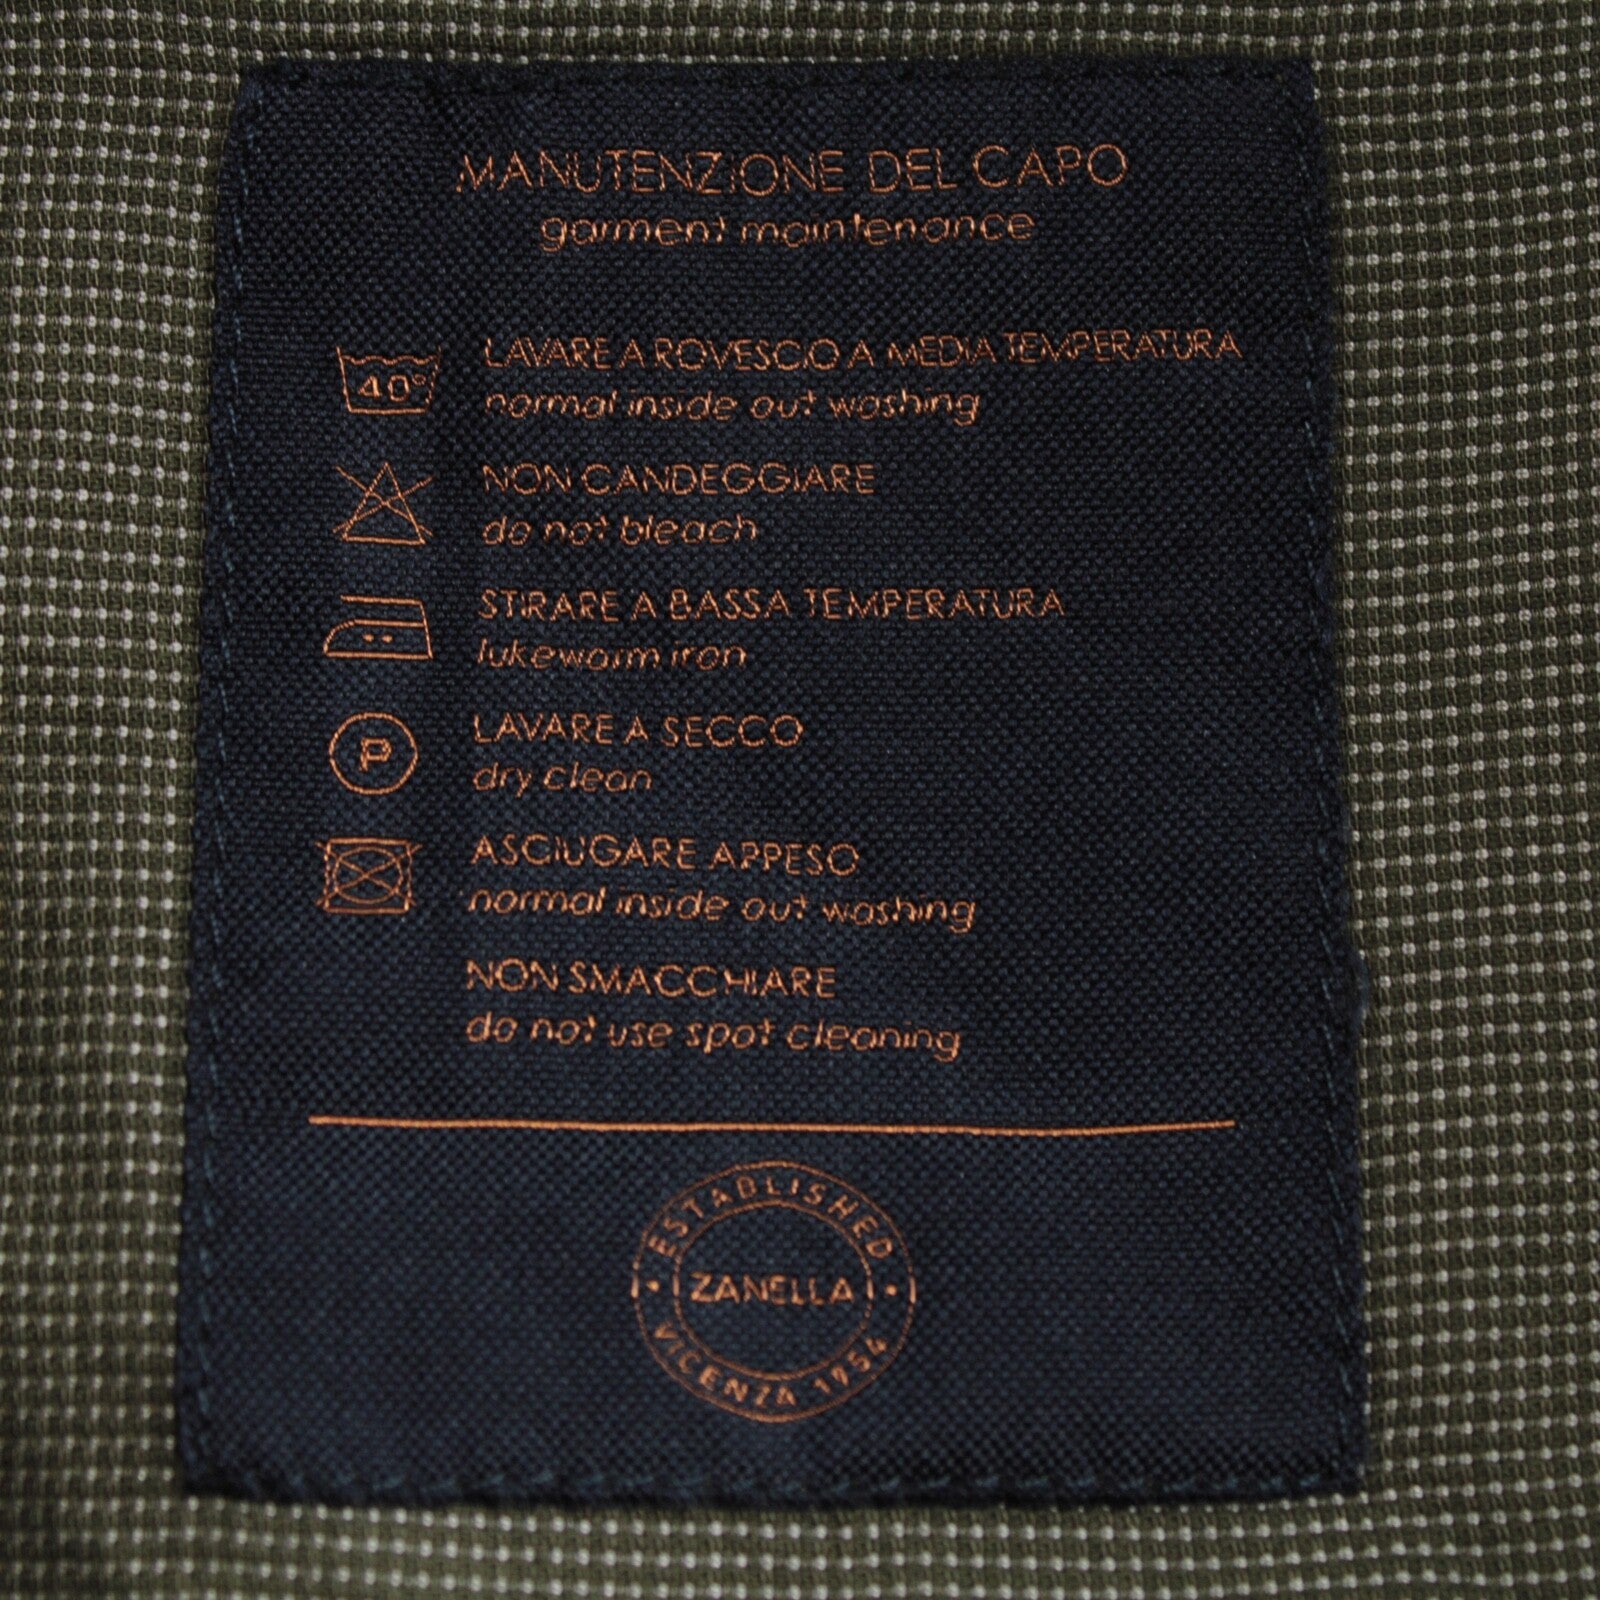 MANUTENZIONE DEL CAPO
garment maintenance
40°
LAVARE A ROVESCIO A MEDIA TEMPERATURA
normal inside out washing
NON CANDEGGIARE
do not bleach
STIRARE A BASSA TEMPERATURA
lukewarm iron
P
LAVARE A SECCO
dry clean
ASCIUGARE APPESO
normal inside out washing
NON SMACCHIARE
do not use spot cleaning
ESTABLISHED
ZANELLA
VICENZA 1954